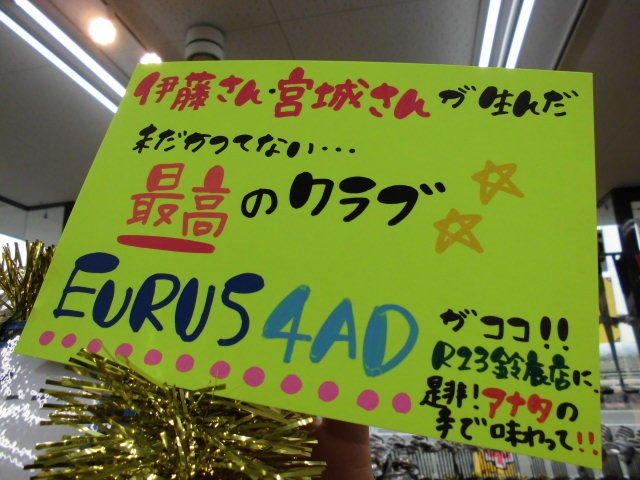 伊藤さん・宮城さんが生んだ
未だかつてない・・・
最高のクラブ
EURUS 4AD
がココ!!
R23鈴鹿店に、
是非!アナタの
手で味わって!!